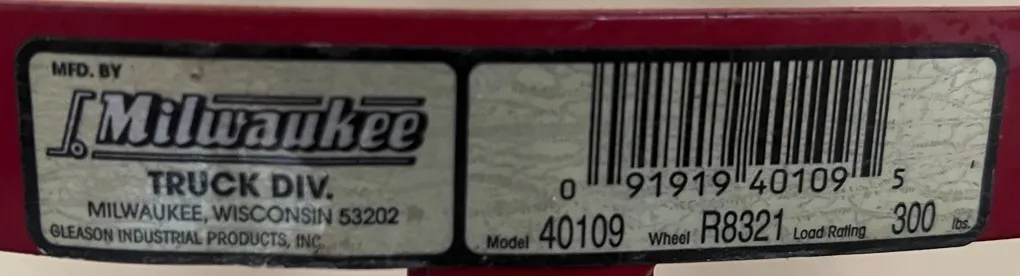 MFD. BY
Milwaukee
TRUCK DIV.
MILWAUKEE, WISCONSIN 53202
GLEASON INDUSTRIAL PRODUCTS, INC.
0 91919 40109 5
Model 40109 Wheel R8321 Load Rating 300 lbs.